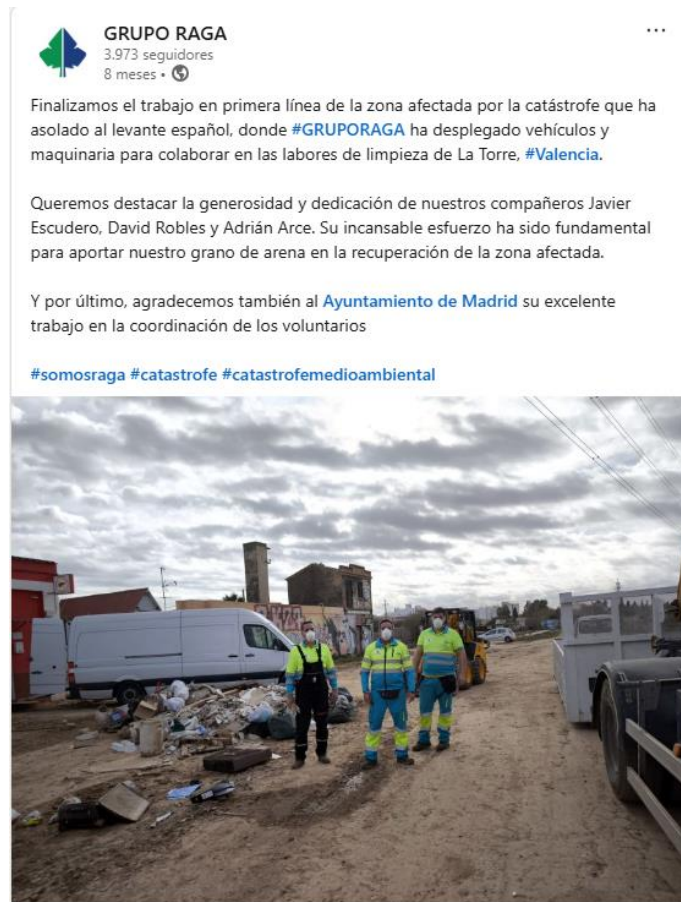 GRUPO RAGA
3.973 seguidores
8 meses •
Finalizamos el trabajo en primera línea de la zona afectada por la catástrofe que ha
asolado al levante español, donde #GRUPORAGA ha desplegado vehículos y
maquinaria para colaborar en las labores de limpieza de La Torre, #Valencia.
Queremos destacar la generosidad y dedicación de nuestros compañeros Javier
Escudero, David Robles y Adrián Arce. Su incansable esfuerzo ha sido fundamental
para aportar nuestro grano de arena en la recuperación de la zona afectada.
Y por último, agradecemos también al Ayuntamiento de Madrid su excelente
trabajo en la coordinación de los voluntarios
#somosraga #catastrofe #catastrofemedioambiental